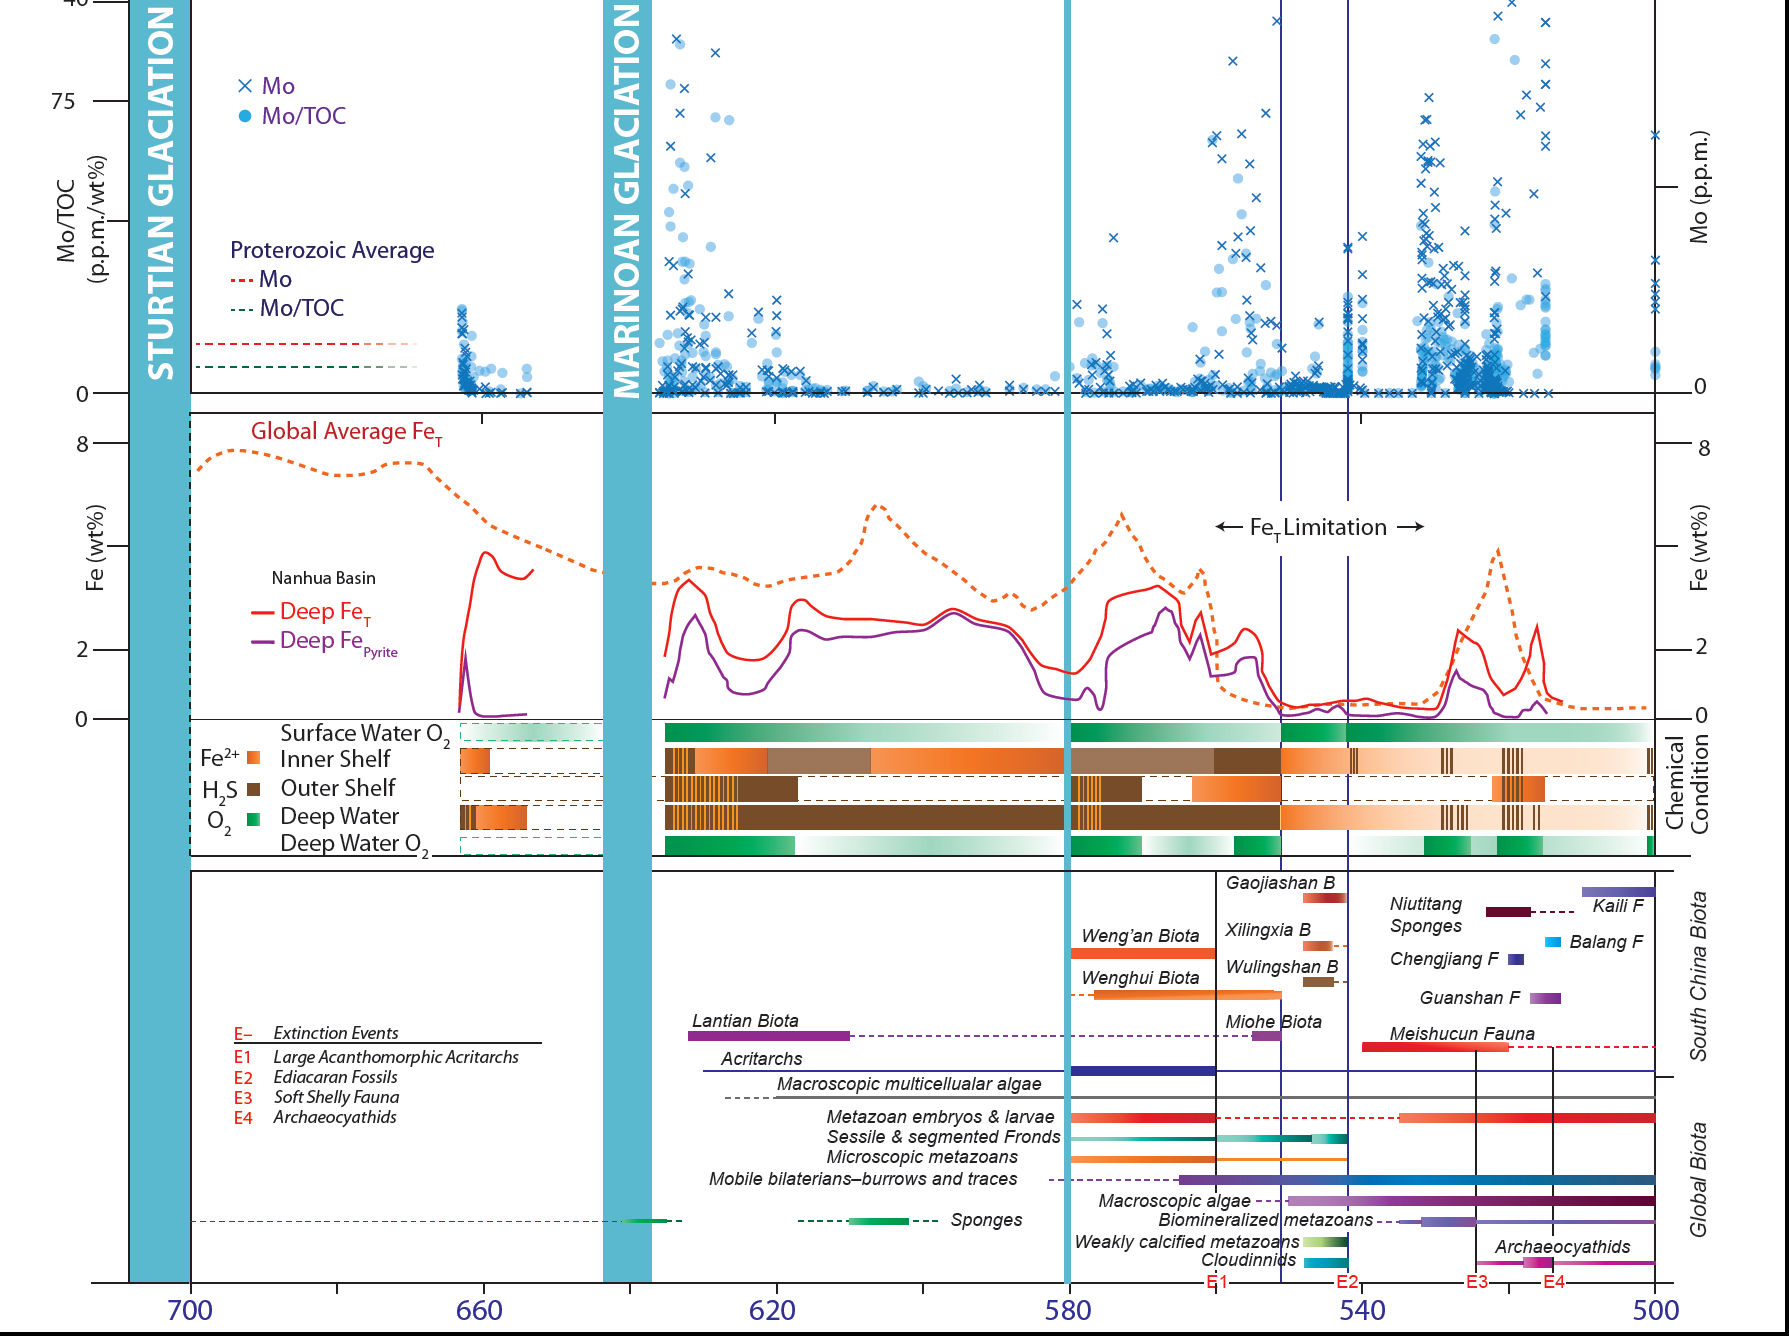 STURTIAN GLACIATION
MARINOAN GLACIATION
75
0
Mo/TOC
(p.p.m./wt%)
Mo
Mo/TOC
Proterozoic Average
Mo
Mo/TOC
Mo (p.p.m.)
0
Global Average FeT
8
2
0
Fe (wt%)
8
2
0
Fe (wt%)
FeT Limitation
Nanhua Basin
Deep FeT
Deep FePyrite
Surface Water O2
Fe2+ Inner Shelf
H2S Outer Shelf
O2 Deep Water
Deep Water O2
Chemical
Condition
Gaojiashan B
Niutitang
Sponges
Kaili F
Xilingxia B
Weng’an Biota
Balang F
Chengjiang F
Wulingshan B
Wenghui Biota
Guanshan F
Lantian Biota
Miohe Biota
Meishucun Fauna
South China Biota
E– Extinction Events
E1 Large Acanthomorphic Acritarchs
E2 Ediacaran Fossils
E3 Soft Shelly Fauna
E4 Archaeocyathids
Acritarchs
Macroscopic multicellualar algae
Metazoan embryos & larvae
Sessile & segmented Fronds
Microscopic metazoans
Mobile bilaterians–burrows and traces
Macroscopic algae
Sponges
Biomineralized metazoans
Weakly calcified metazoans
Archaeocyathids
Cloudinnids
Global Biota
E1 E2 E3 E4
700 660 620 580 540 500